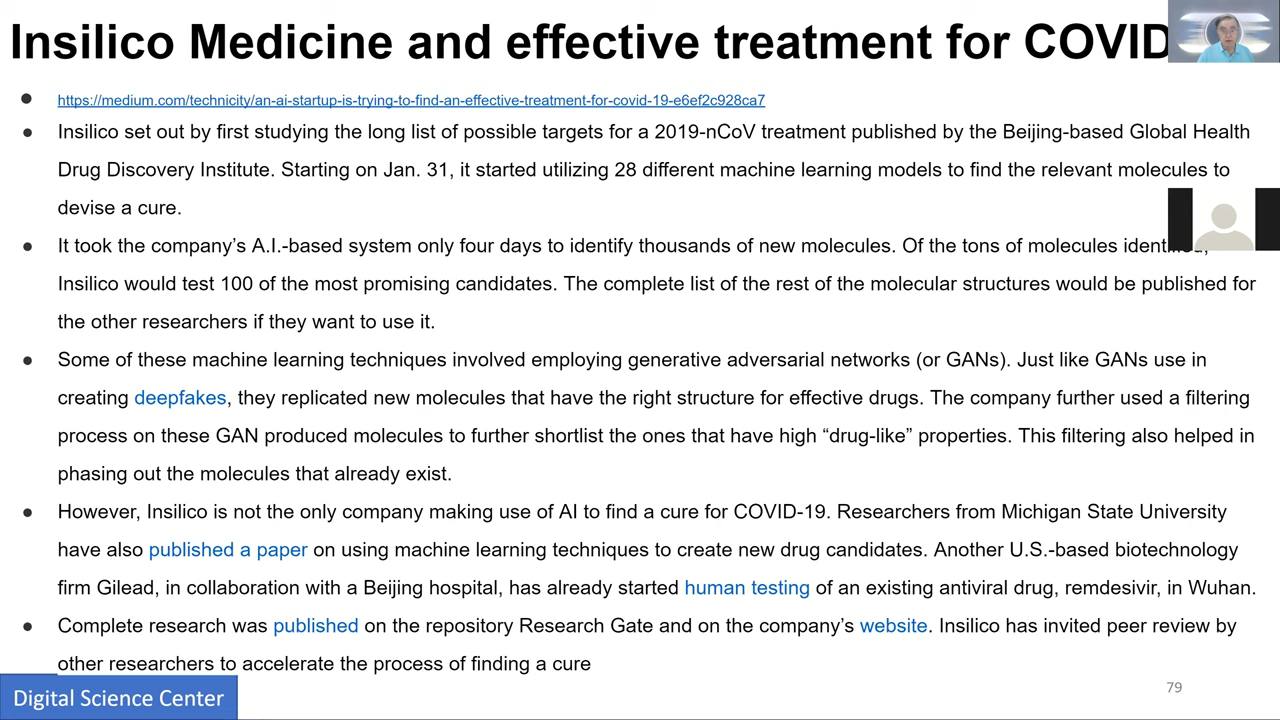 Insilico Medicine and effective treatment for COVID
https://medium.com/technicity/an-ai-startup-is-trying-to-find-an-effective-treatment-for-covid-19-e6ef2c928ca7
Insilico set out by first studying the long list of possible targets for a 2019-nCoV treatment published by the Beijing-based Global Health
Drug Discovery Institute. Starting on Jan. 31, it started utilizing 28 different machine learning models to find the relevant molecules to
devise a cure.
It took the company’s A.I.-based system only four days to identify thousands of new molecules. Of the tons of molecules identified,
Insilico would test 100 of the most promising candidates. The complete list of the rest of the molecular structures would be published for
the other researchers if they want to use it.
Some of these machine learning techniques involved employing generative adversarial networks (or GANs). Just like GANs use in
creating deepfakes, they replicated new molecules that have the right structure for effective drugs. The company further used a filtering
process on these GAN produced molecules to further shortlist the ones that have high “drug-like” properties. This filtering also helped in
phasing out the molecules that already exist.
However, Insilico is not the only company making use of AI to find a cure for COVID-19. Researchers from Michigan State University
have also published a paper on using machine learning techniques to create new drug candidates. Another U.S.-based biotechnology
firm Gilead, in collaboration with a Beijing hospital, has already started human testing of an existing antiviral drug, remdesivir, in Wuhan.
Complete research was published on the repository Research Gate and on the company’s website. Insilico has invited peer review by
other researchers to accelerate the process of finding a cure
Digital Science Center
79